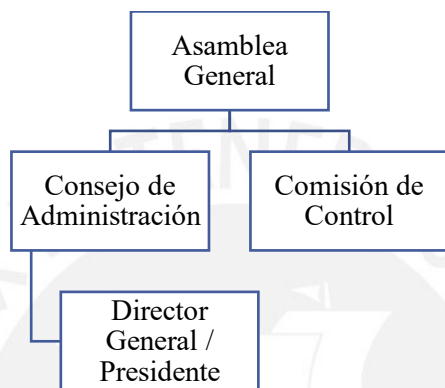 Asamblea
General
Consejo de
Administración
Comisión de
Control
Director
General /
Presidente